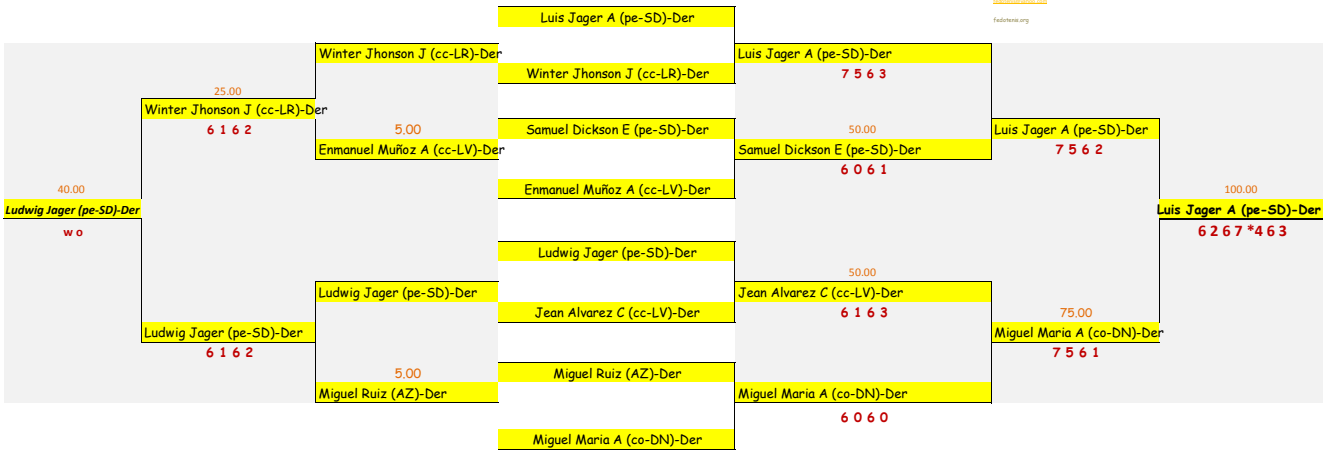 Luis Jager A (pe-SD)-Der
fedotenis.org
Winter Jhonson J (cc-LR)-Der
Luis Jager A (pe-SD)-Der
Winter Jhonson J (cc-LR)-Der
7 5 6 3
25.00
Winter Jhonson J (cc-LR)-Der
6 1 6 2
5.00
Samuel Dickson E (pe-SD)-Der
50.00
Luis Jager A (pe-SD)-Der
Enmanuel Muñoz A (cc-LV)-Der
Samuel Dickson E (pe-SD)-Der
7 5 6 2
6 0 6 1
40.00
Enmanuel Muñoz A (cc-LV)-Der
100.00
Ludwig Jager (pe-SD)-Der
Luis Jager A (pe-SD)-Der
w o
6 2 6 7 *4 6 3
Ludwig Jager (pe-SD)-Der
50.00
Ludwig Jager (pe-SD)-Der
Jean Alvarez C (cc-LV)-Der
Jean Alvarez C (cc-LV)-Der
6 1 6 3
75.00
Ludwig Jager (pe-SD)-Der
Miguel Maria A (co-DN)-Der
6 1 6 2
7 5 6 1
5.00
Miguel Ruiz (AZ)-Der
Miguel Ruiz (AZ)-Der
Miguel Maria A (co-DN)-Der
6 0 6 0
Miguel Maria A (co-DN)-Der